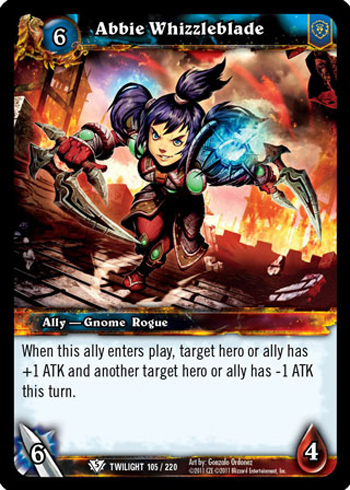 6 Abbie Whizzleblade
Ally — Gnome Rogue
When this ally enters play, target hero or ally has
+1 ATK and another target hero or ally has -1 ATK
this turn.
6
TWILIGHT 105 / 220
Art by: Gonzalo Ordonez
©2011 CZE ©2011 Blizzard Entertainment, Inc.
4